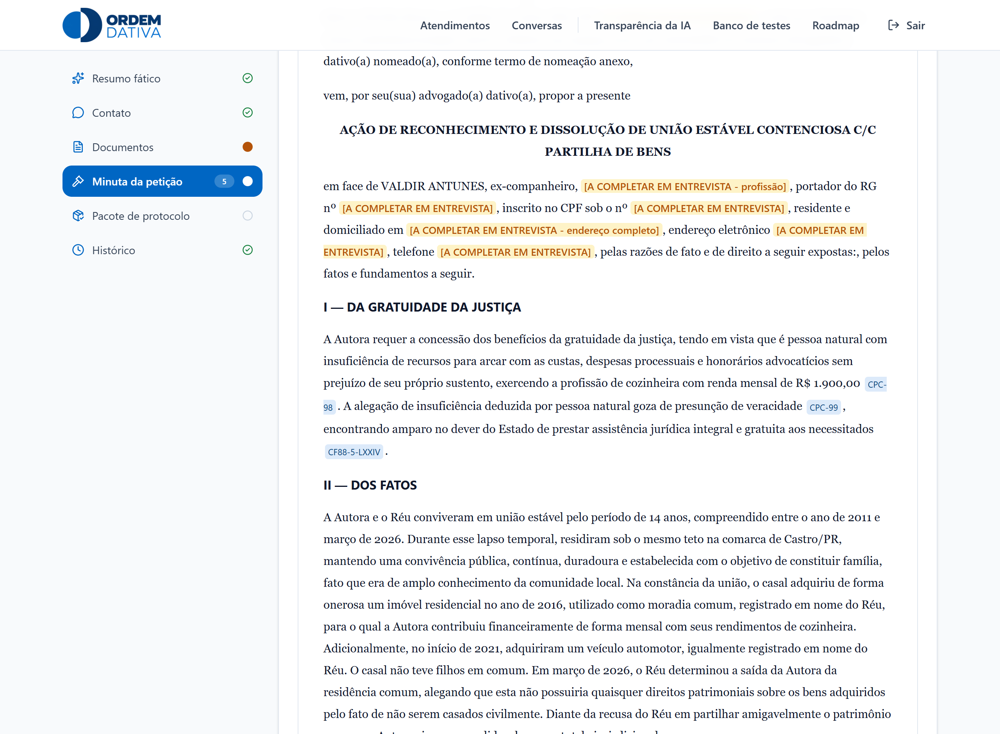 ORDEM
DATIVA
Atendimentos
Conversas
Transparência da IA
Banco de testes
Roadmap
Sair
Resumo fático
Contato
Documentos
Minuta da petição 5
Pacote de protocolo
Histórico
dativo(a) nomeado(a), conforme termo de nomeação anexo,
vem, por seu(sua) advogado(a) dativo(a), propor a presente
AÇÃO DE RECONHECIMENTO E DISSOLUÇÃO DE UNIÃO ESTÁVEL CONTENCIOSA C/C
PARTILHA DE BENS
em face de VALDIR ANTUNES, ex-companheiro, [A COMPLETAR EM ENTREVISTA - profissão], portador do RG
nº [A COMPLETAR EM ENTREVISTA], inscrito no CPF sob o nº [A COMPLETAR EM ENTREVISTA], residente e
domiciliado em [A COMPLETAR EM ENTREVISTA - endereço completo], endereço eletrônico [A COMPLETAR EM
ENTREVISTA], telefone [A COMPLETAR EM ENTREVISTA], pelas razões de fato e de direito a seguir expostas:, pelos
fatos e fundamentos a seguir.
I — DA GRATUIDADE DA JUSTIÇA
A Autora requer a concessão dos benefícios da gratuidade da justiça, tendo em vista que é pessoa natural com
insuficiência de recursos para arcar com as custas, despesas processuais e honorários advocatícios sem
prejuízo de seu próprio sustento, exercendo a profissão de cozinheira com renda mensal de R$ 1.900,00 CPC-
98. A alegação de insuficiência deduzida por pessoa natural goza de presunção de veracidade CPC-99,
encontrando amparo no dever do Estado de prestar assistência jurídica integral e gratuita aos necessitados
CF88-5-LXXIV.
II — DOS FATOS
A Autora e o Réu conviveram em união estável pelo período de 14 anos, compreendido entre o ano de 2011 e
março de 2026. Durante esse lapso temporal, residiram sob o mesmo teto na comarca de Castro/PR,
mantendo uma convivência pública, contínua, duradoura e estabelecida com o objetivo de constituir família,
fato que era de amplo conhecimento da comunidade local. Na constância da união, o casal adquiriu de forma
onerosa um imóvel residencial no ano de 2016, utilizado como moradia comum, registrado em nome do Réu,
para o qual a Autora contribuiu financeiramente de forma mensal com seus rendimentos de cozinheira.
Adicionalmente, no início de 2021, adquiriram um veículo automotor, igualmente registrado em nome do
Réu. O casal não teve filhos em comum. Em março de 2026, o Réu determinou a saída da Autora da
residência comum, alegando que esta não possuiria quaisquer direitos patrimoniais sobre os bens adquiridos
pelo fato de não serem casados civilmente. Diante da recusa do Réu em partilhar amigavelmente o patrimônio